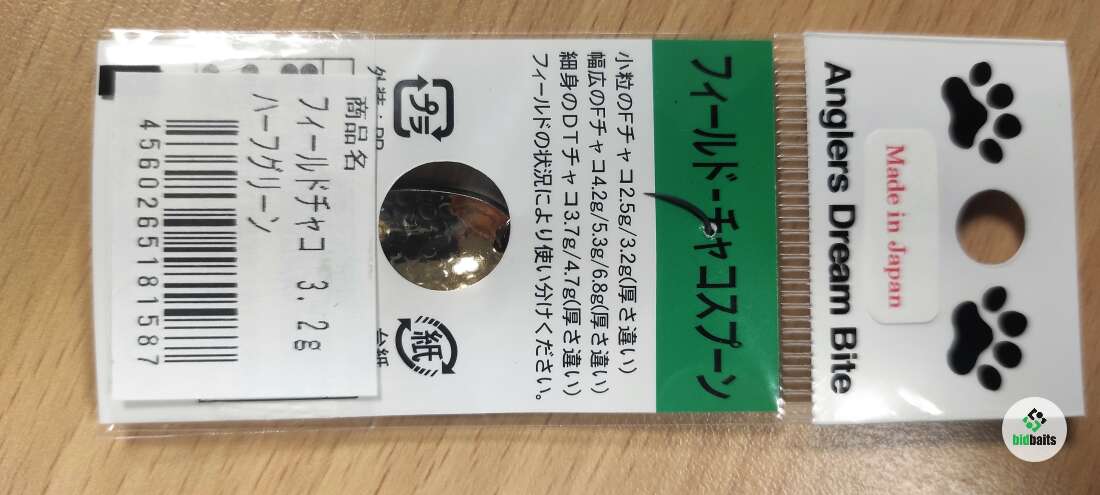 Anglers Dream Bite
Made in Japan
フィールド-チャコスプーン
小粒のFチャコ2.5g/3.2g(厚さ違い)
幅広のFチャコ4.2g/5.3g/6.8g(厚さ違い)
細身のDTチャコ3.7g/4.7g(厚さ違い)
フィールドの状況により使い分けください。
プラ
紙
商品名
フィールドチャコ 3.2g
ハーフグリーン
4560265181587
bidbaits